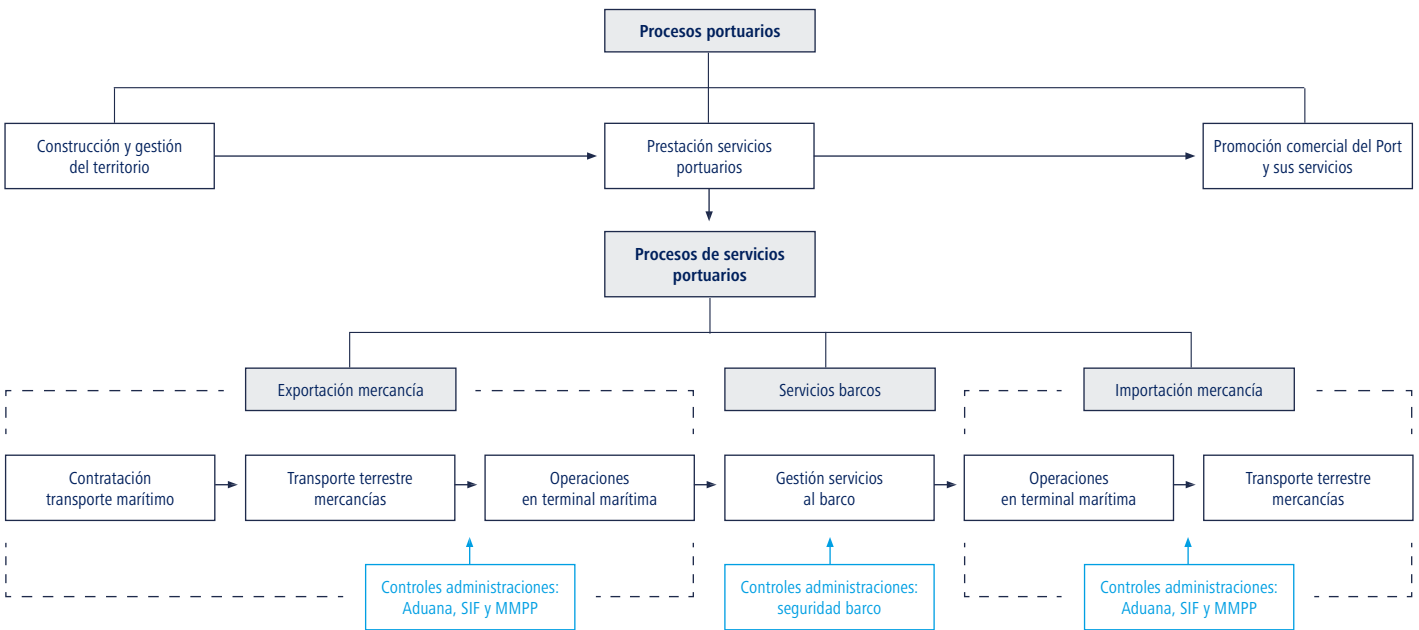 Procesos portuarios
Construcción y gestión
del territorio
Prestación servicios
portuarios
Promoción comercial del Port
y sus servicios
Procesos de servicios
portuarios
Exportación mercancía
Servicios barcos
Importación mercancía
Contratación
transporte marítimo
Transporte terrestre
mercancías
Operaciones
en terminal marítima
Gestión servicios
al barco
Operaciones
en terminal marítima
Transporte terrestre
mercancías
Controles administraciones:
Aduana, SIF y MMPP
Controles administraciones:
seguridad barco
Controles administraciones:
Aduana, SIF y MMPP